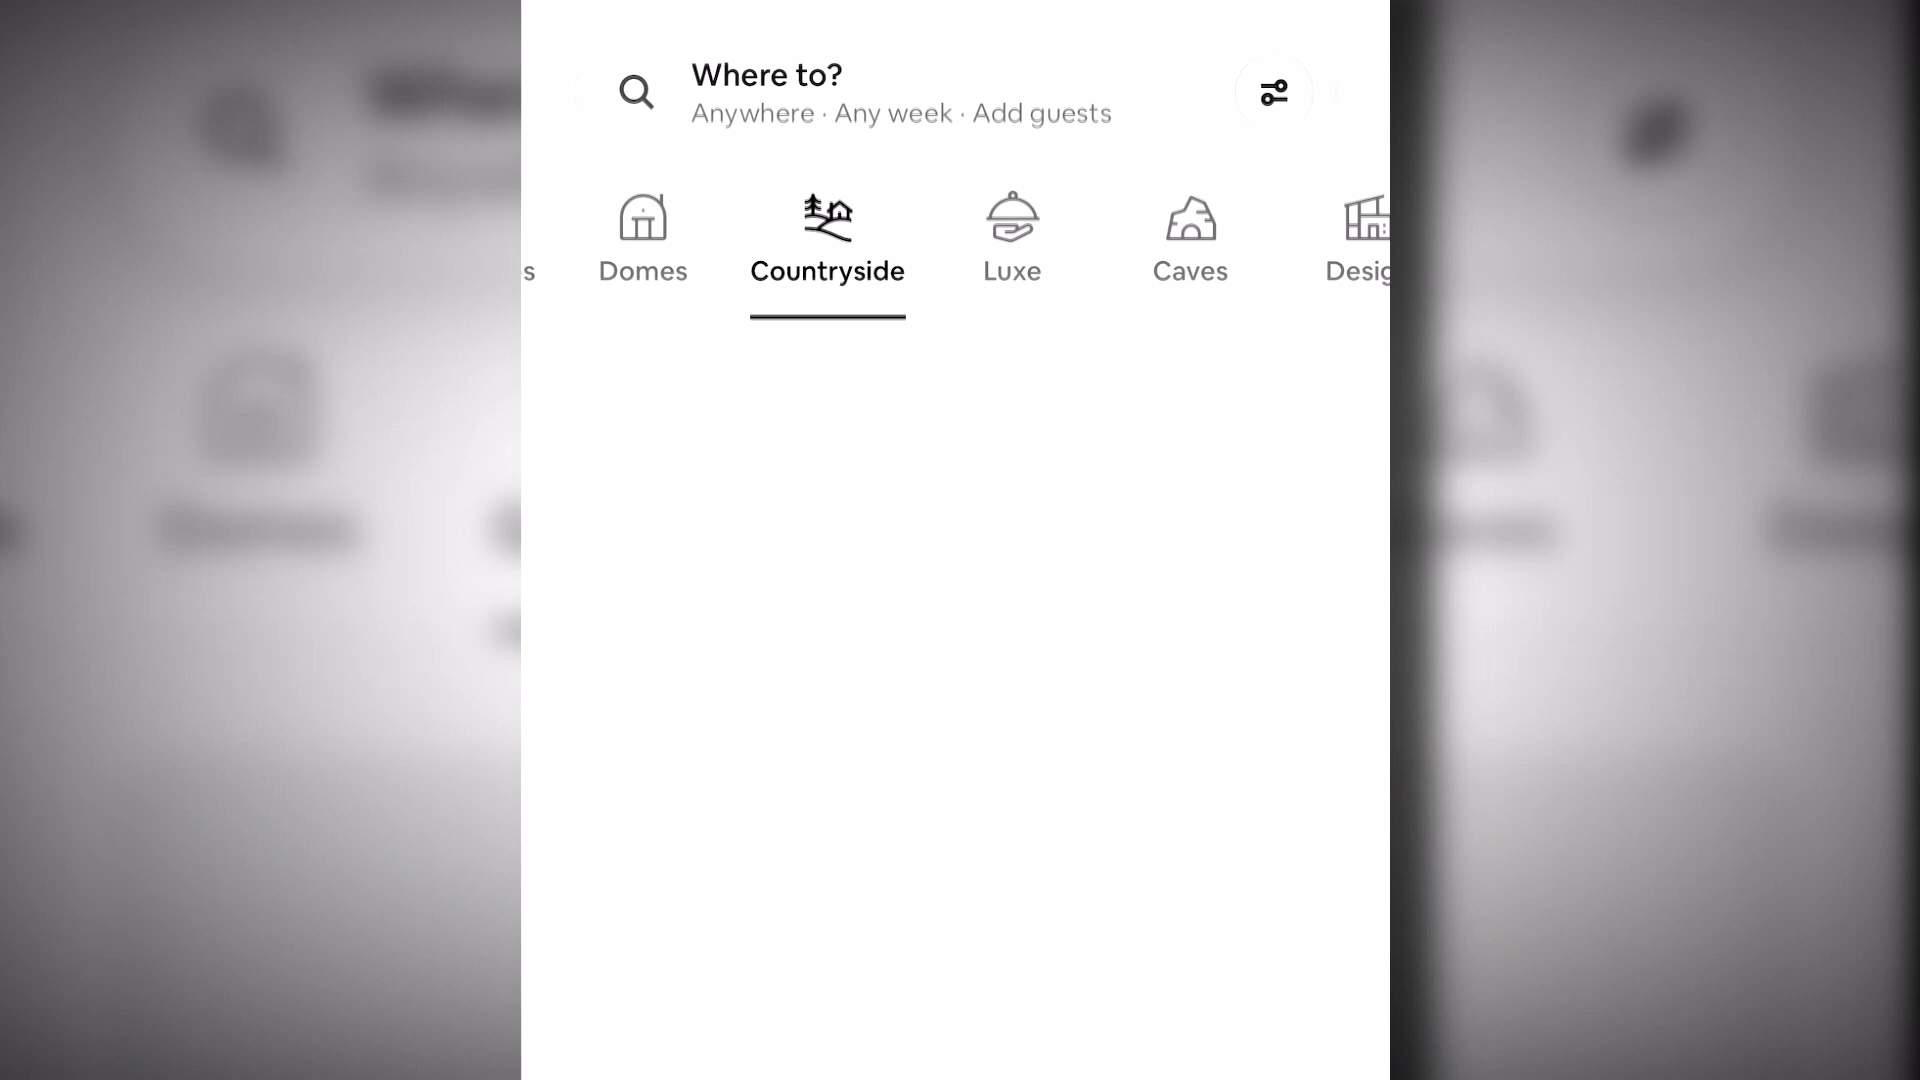 Where to?
Anywhere · Any week · Add guests
s Domes Countryside Luxe Caves Desig